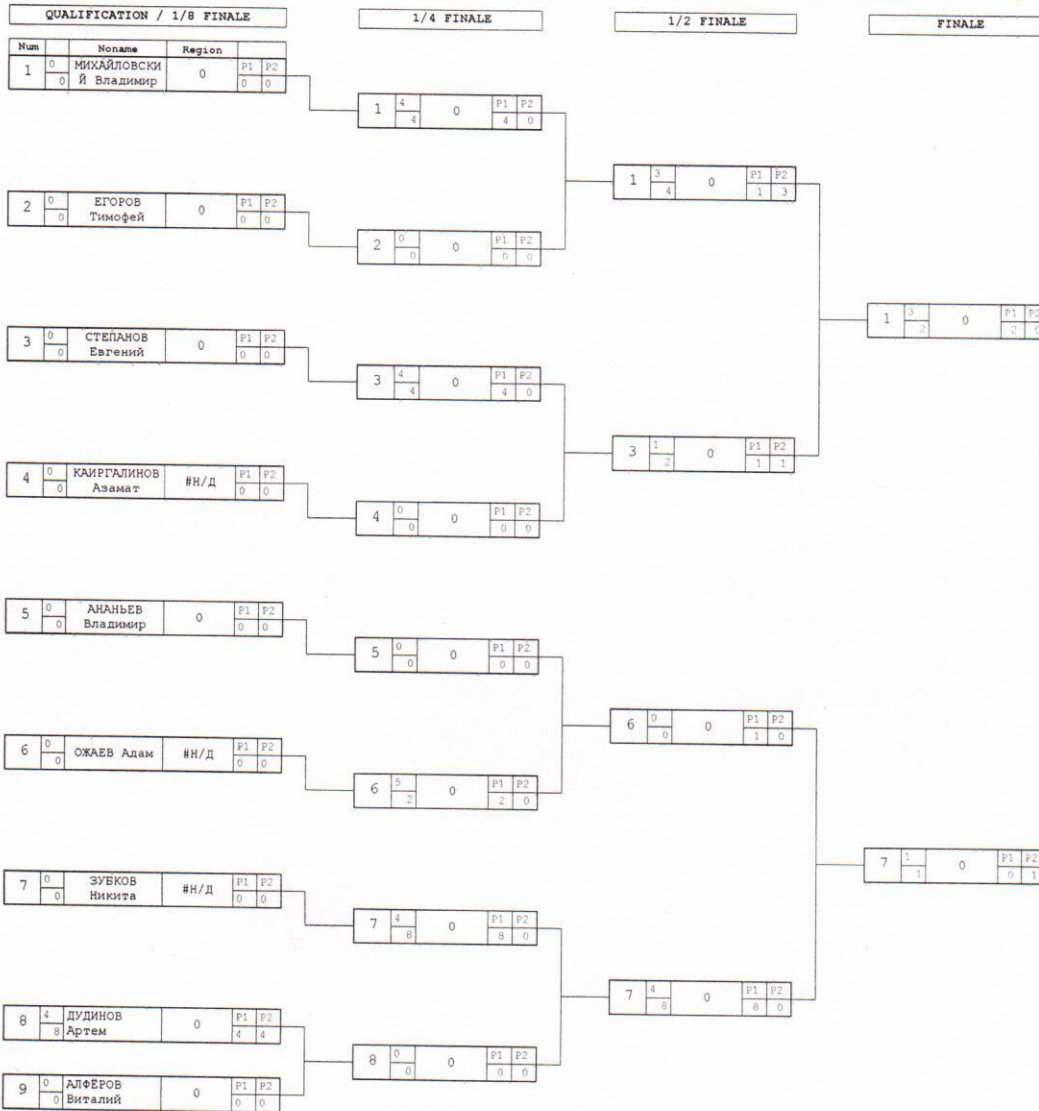 QUALIFICATION / 1/8 FINALE
1/4 FINALE
1/2 FINALE
FINALE
Num Noname Region
1 0 0 МИХАЙЛОВСКИ
Й Владимир 0 P1 P2
0 0
1 4 4 0 P1 P2
4 0
1 3 4 0 P1 P2
1 3
2 0 0 ЕГОРОВ
Тимофей 0 P1 P2
0 0
2 0 0 0 P1 P2
0 0
1 3 2 0 P1 P2
2 0
3 0 0 СТЕПАНОВ
Евгений 0 P1 P2
0 0
3 4 4 0 P1 P2
4 0
3 1 2 0 P1 P2
1 1
4 0 0 КАИРГАЛИНОВ
Азамат #Н/Д P1 P2
0 0
4 0 0 0 P1 P2
0 0
5 0 0 АНАНЬЕВ
Владимир 0 P1 P2
0 0
5 0 0 0 P1 P2
0 0
6 0 0 0 P1 P2
1 0
6 0 0 ОЖАЕВ Адам #Н/Д P1 P2
0 0
6 5 2 0 P1 P2
2 0
7 1 1 0 P1 P2
0 1
7 0 0 ЗУБКОВ
Никита #Н/Д P1 P2
0 0
7 4 8 0 P1 P2
8 0
7 4 8 0 P1 P2
8 0
8 4 8 ДУДИНОВ
Артем 0 P1 P2
4 4
8 0 0 0 P1 P2
0 0
9 0 0 АЛФЁРОВ
Виталий 0 P1 P2
0 0